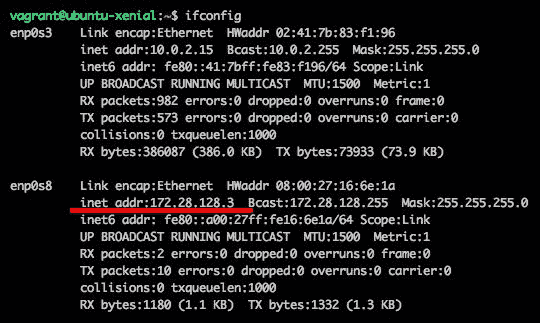 vagrant@ubuntu-xenial:~$ ifconfig
enp0s3    Link encap:Ethernet  HWaddr 02:41:7b:83:f1:96
          inet addr:10.0.2.15  Bcast:10.0.2.255  Mask:255.255.255.0
          inet6 addr: fe80::41:7bff:fe83:f196/64 Scope:Link
          UP BROADCAST RUNNING MULTICAST  MTU:1500  Metric:1
          RX packets:982 errors:0 dropped:0 overruns:0 frame:0
          TX packets:573 errors:0 dropped:0 overruns:0 carrier:0
          collisions:0 txqueuelen:1000
          RX bytes:386087 (386.0 KB)  TX bytes:73933 (73.9 KB)
enp0s8    Link encap:Ethernet  HWaddr 08:00:27:16:6e:1a
          inet addr:172.28.128.3  Bcast:172.28.128.255  Mask:255.255.255.0
          inet6 addr: fe80::a00:27ff:fe16:6e1a/64 Scope:Link
          UP BROADCAST RUNNING MULTICAST  MTU:1500  Metric:1
          RX packets:2 errors:0 dropped:0 overruns:0 frame:0
          TX packets:10 errors:0 dropped:0 overruns:0 carrier:0
          collisions:0 txqueuelen:1000
          RX bytes:1180 (1.1 KB)  TX bytes:1332 (1.3 KB)